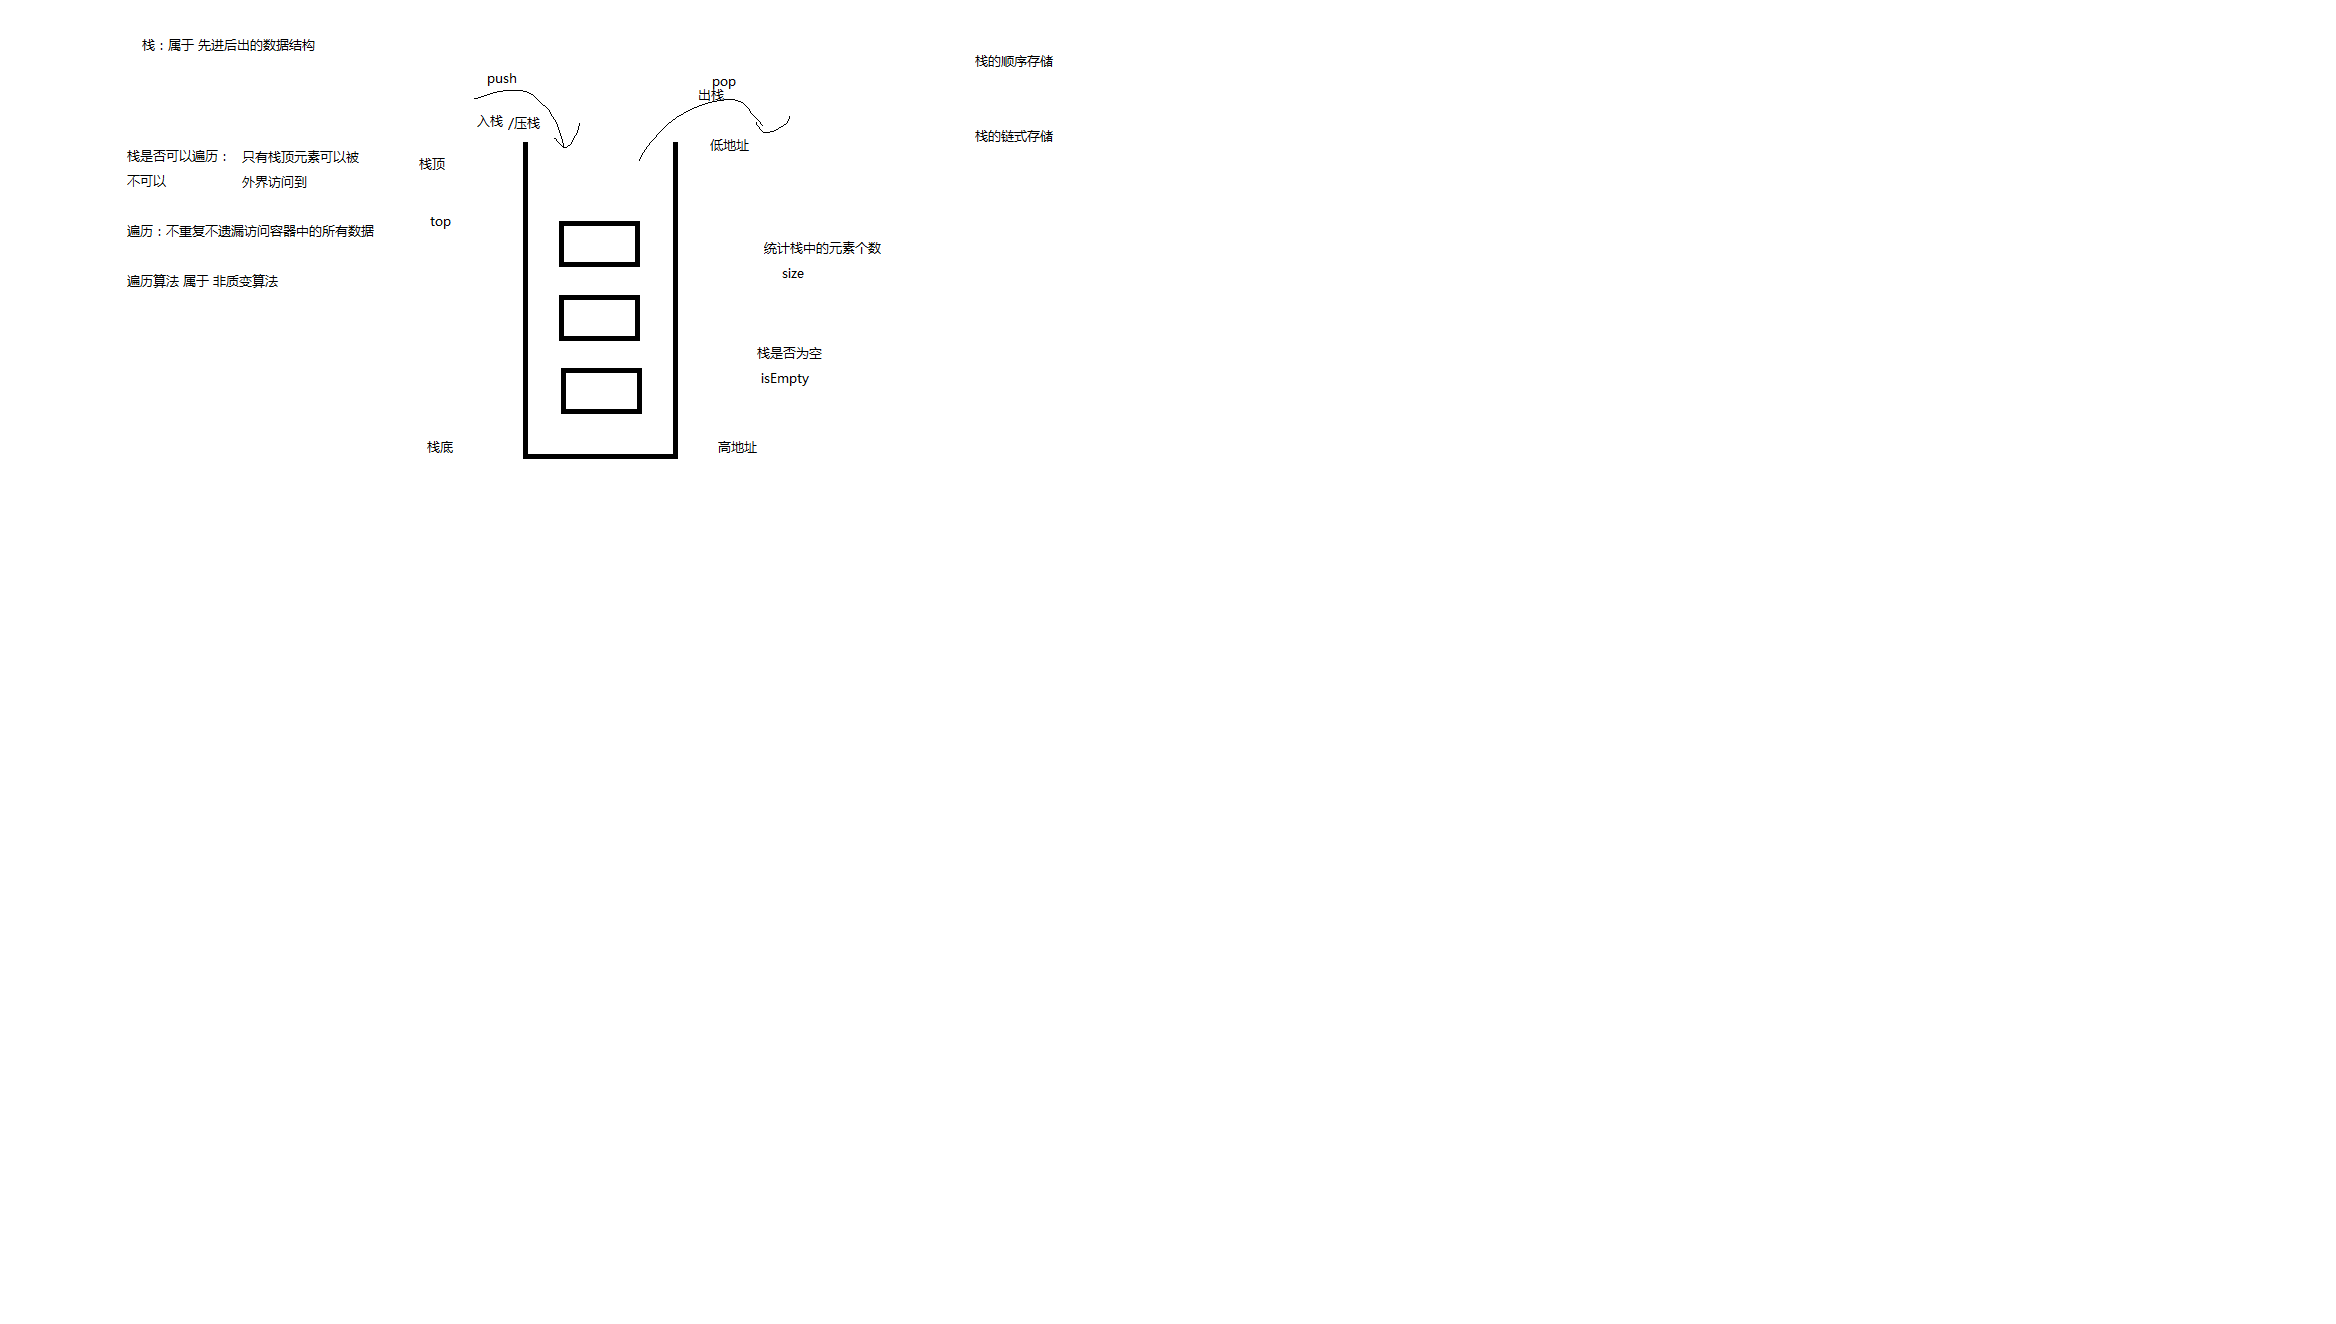 栈：属于 先进后出的数据结构
栈的顺序存储
push
pop
出栈
入栈 /压栈
栈的链式存储
低地址
栈是否可以遍历： 只有栈顶元素可以被
不可以 外界访问到
栈顶
top
遍历：不重复不遗漏访问容器中的所有数据
统计栈中的元素个数
size
遍历算法 属于 非质变算法
栈是否为空
isEmpty
栈底
高地址